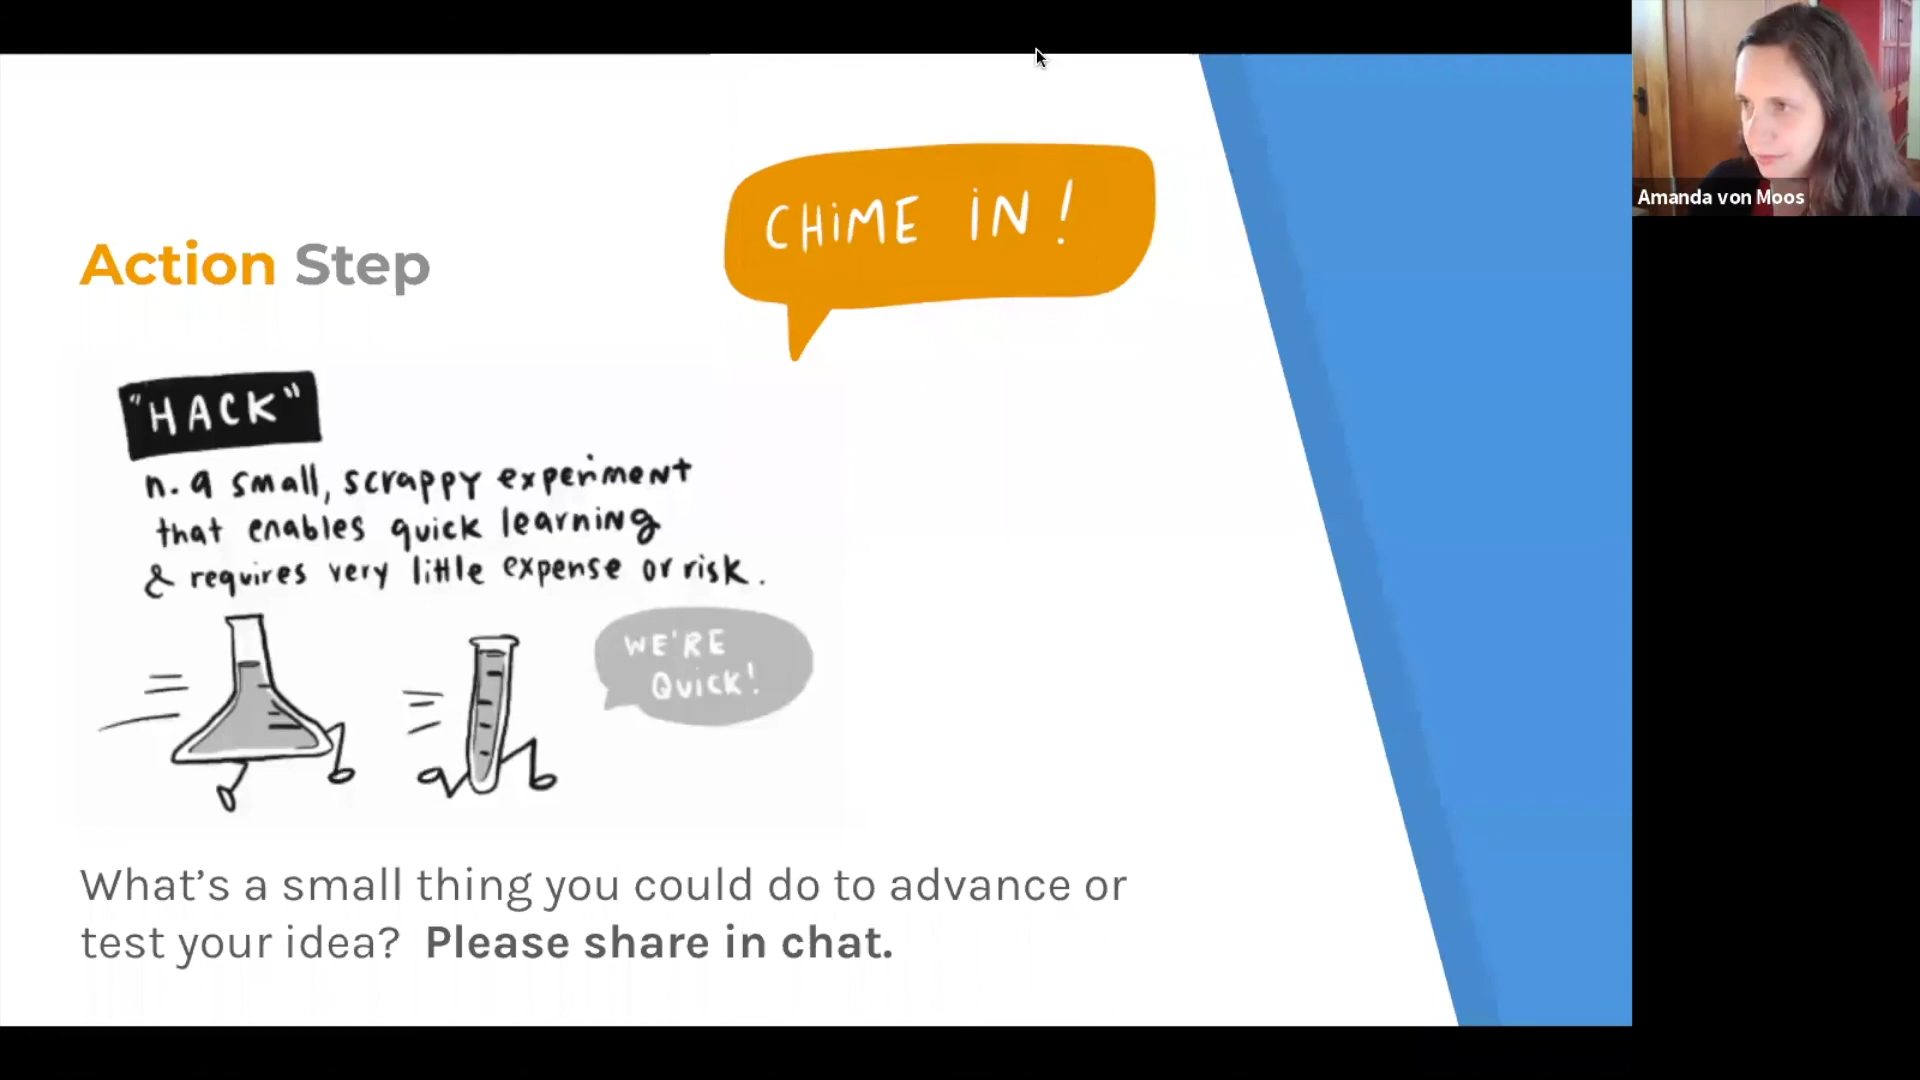 Amanda von Moos
CHiME iN!
Action Step
"HACK"
n. a small, scrappy experiment
that enables quick learning
& requires very little expense or risk.
WE'RE
QUiCK!
What's a small thing you could do to advance or
test your idea? Please share in chat.